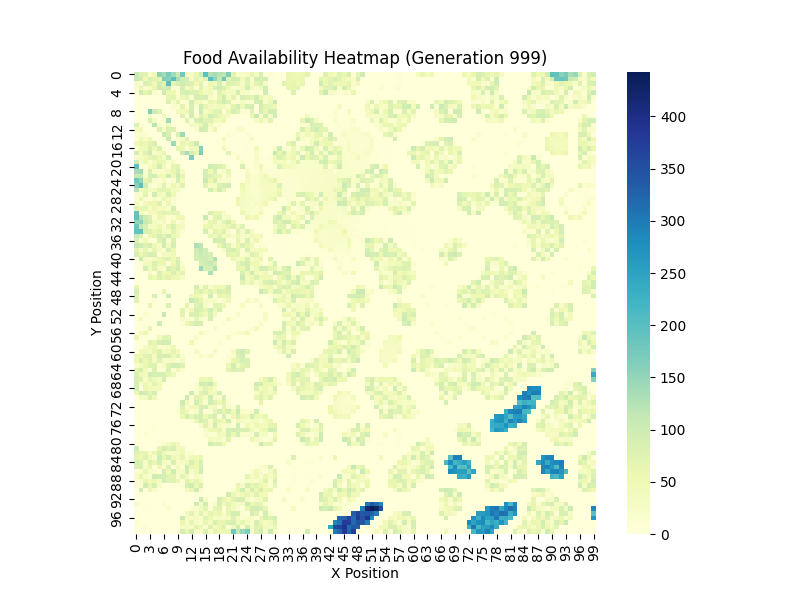 Food Availability Heatmap (Generation 999)
0 4 8 12 16 20 24 28 32 36 40 44 48 52 56 60 64 68 72 76 80 84 88 92 96
Y Position
0 3 6 9 12 15 18 21 24 27 30 33 36 39 42 45 48 51 54 57 60 63 66 69 72 75 78 81 84 87 90 93 96 99
X Position
400
350
300
250
200
150
100
50
0